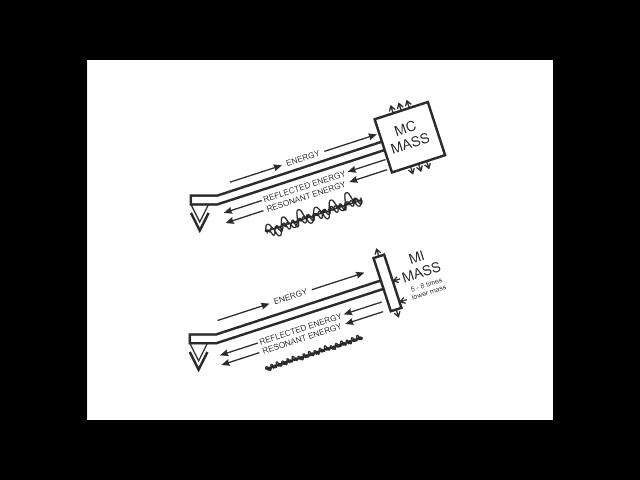 MC
MASS
ENERGY
REFLECTED ENERGY
RESONANT ENERGY
MI
MASS
5 - 8 times
lower mass
ENERGY
REFLECTED ENERGY
RESONANT ENERGY